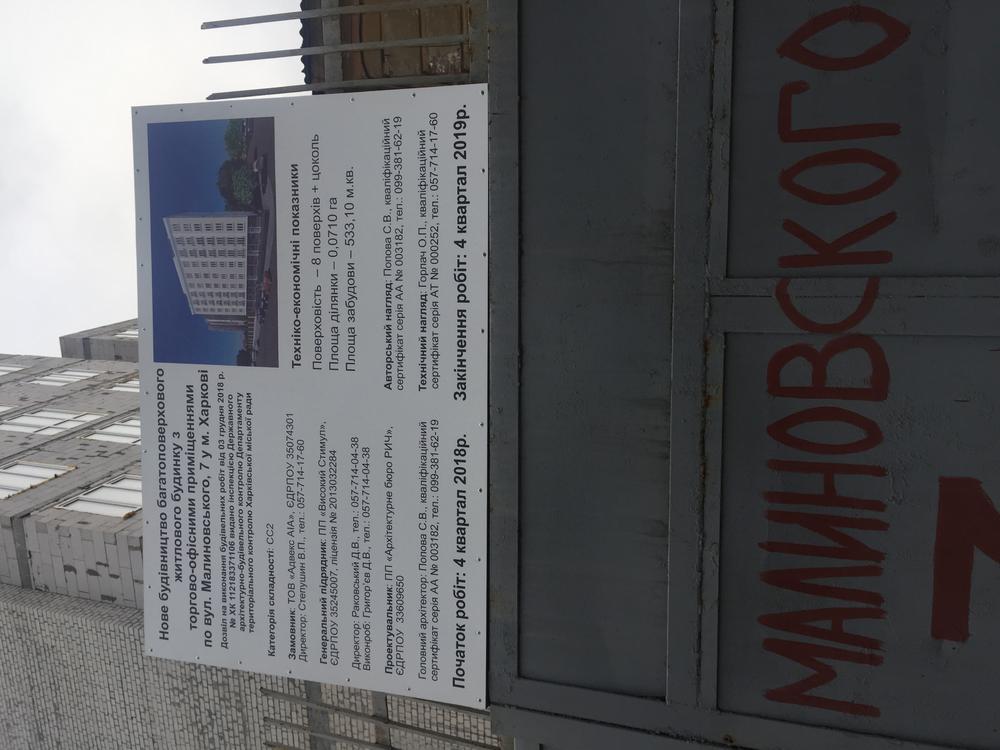 Нове будівництво багатоповерхового
житлового будинку з
торгово-офісними приміщеннями
по вул. Малиновського, 7 у м. Харкові
Дозвіл на виконання будівельних робіт від 03 грудня 2018 р.
№ ХК 112183371106 видано інспекцією Державного
архітектурно-будівельного контролю Департаменту
територіального контролю Харківської міської ради
Категорія складності: СС2
Замовник: ТОВ «Адвекс АІА», ЄДРПОУ 35074301
Директор: Степушин В.П., тел.: 057-714-17-60
Генеральний підрядник: ПП «Високий Стимул»,
ЄДРПОУ 35245007, ліцензія № 2013032284
Директор: Раковський Д.В., тел.: 057-714-04-38
Виконроб: Григор'єв Д.В., тел.: 057-714-04-38
Проектувальник: ПП «Архітектурне бюро РИЧ»,
ЄДРПОУ 33609650
Головний архітектор: Попова С.В., кваліфікаційний
сертифікат серія АА № 003182, тел.: 099-381-62-19
Початок робіт: 4 квартал 2018р.
Техніко-економічні показники
Поверховість – 8 поверхів + цоколь
Площа ділянки – 0,0710 га
Площа забудови – 533,10 м.кв.
Авторський нагляд: Попова С.В., кваліфікаційний
сертифікат серія АА № 003182, тел.: 099-381-62-19
Технічний нагляд: Горлач О.П., кваліфікаційний
сертифікат серія АТ № 000252, тел.: 057-714-17-60
Закінчення робіт: 4 квартал 2019р.
МАЛИНОВСКОГО
7